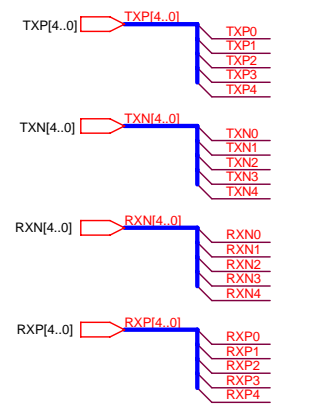 TXP[4..0] TXP[4..0]
TXP0
TXP1
TXP2
TXP3
TXP4
TXN[4..0] TXN[4..0]
TXN0
TXN1
TXN2
TXN3
TXN4
RXN[4..0] RXN[4..0]
RXN0
RXN1
RXN2
RXN3
RXN4
RXP[4..0] RXP[4..0]
RXP0
RXP1
RXP2
RXP3
RXP4